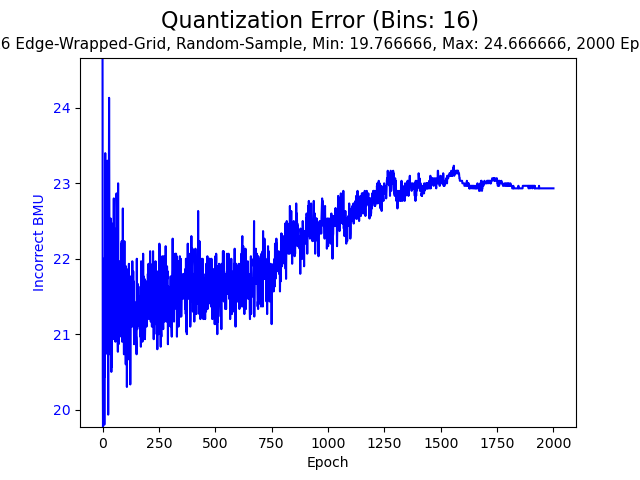 Quantization Error (Bins: 16)
6 Edge-Wrapped-Grid, Random-Sample, Min: 19.766666, Max: 24.666666, 2000 Ep
24
23
22
21
20
Incorrect BMU
0 250 500 750 1000 1250 1500 1750 2000
Epoch